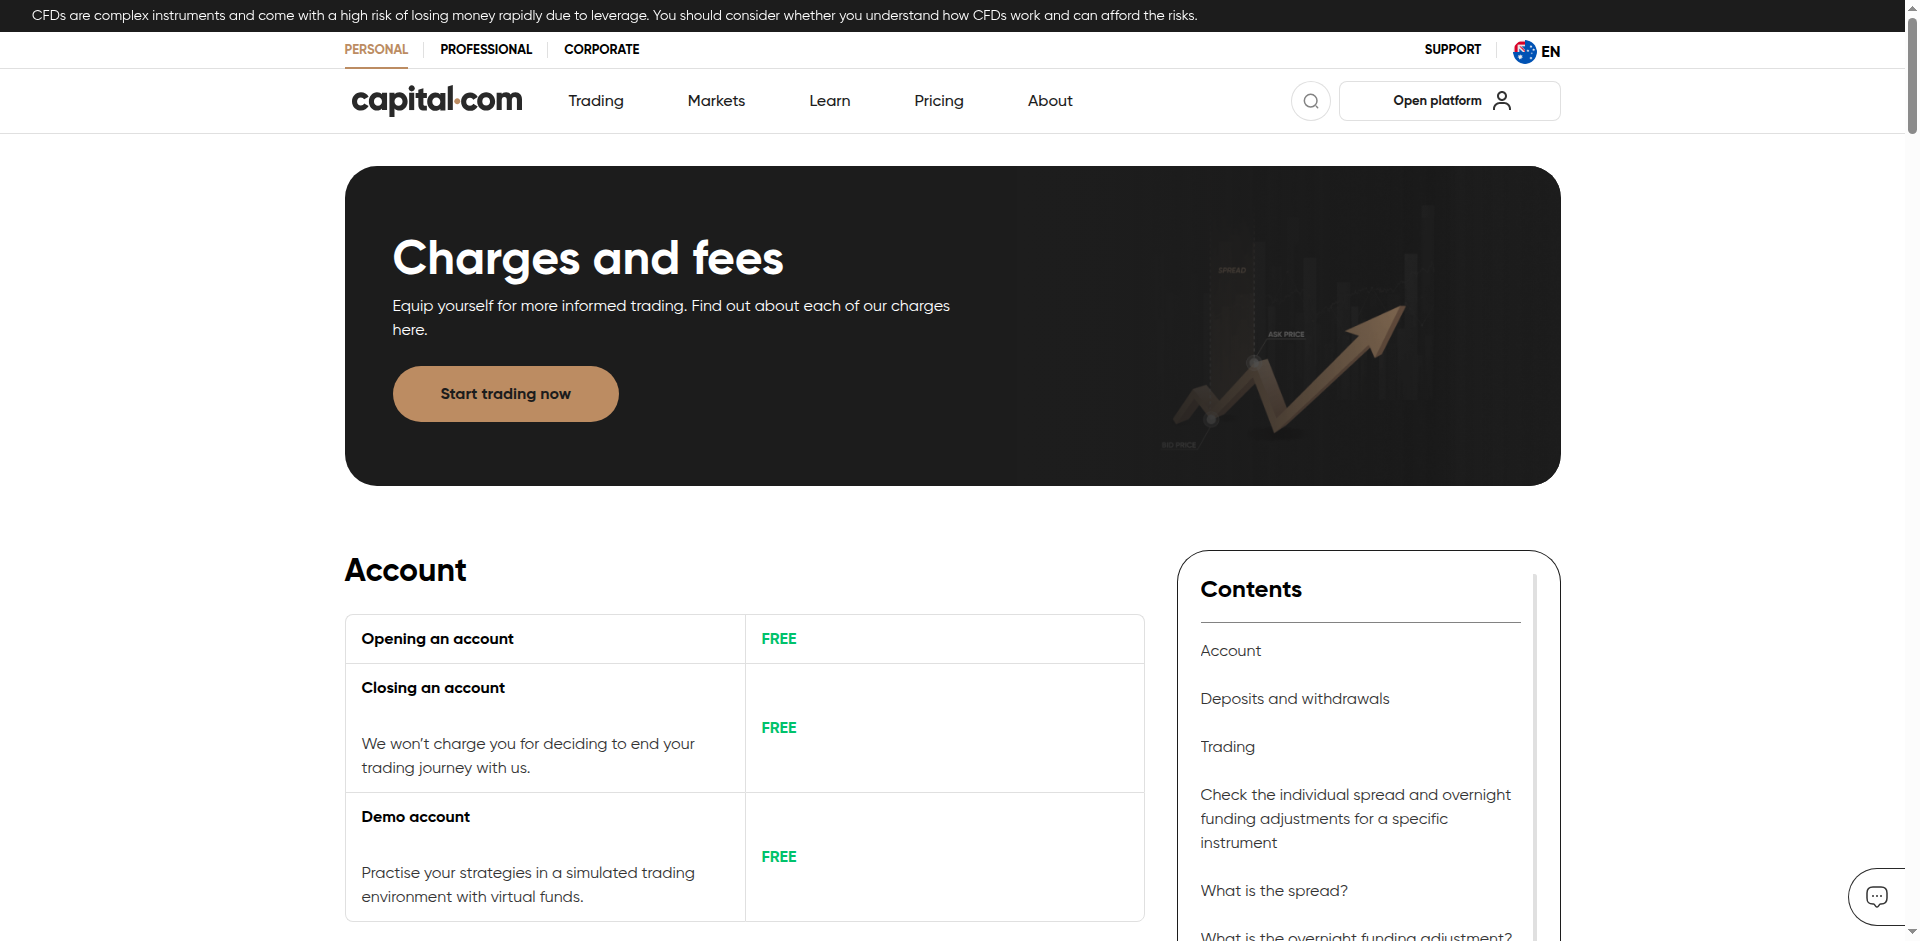 CFDs are complex instruments and come with a high risk of losing money rapidly due to leverage. You should consider whether you understand how CFDs work and can afford the risks.
PERSONAL
PROFESSIONAL
CORPORATE
SUPPORT
EN
capital.com
Trading
Markets
Learn
Pricing
About
Open platform
Charges and fees
Equip yourself for more informed trading. Find out about each of our charges
here.
Start trading now
SPREAD
ASK PRICE
BID PRICE
Account
Opening an account
FREE
Closing an account
We won’t charge you for deciding to end your
trading journey with us.
FREE
Demo account
Practise your strategies in a simulated trading
environment with virtual funds.
FREE
Contents
Account
Deposits and withdrawals
Trading
Check the individual spread and overnight
funding adjustments for a specific
instrument
What is the spread?
What is the overnight funding adjustment?